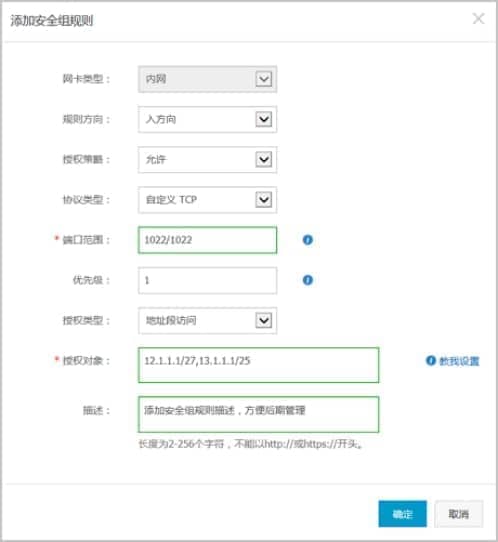 添加安全组规则
网卡类型： 内网
规则方向： 入方向
授权策略： 允许
协议类型： 自定义 TCP
* 端口范围： 1022/1022
优先级： 1
授权类型： 地址段访问
* 授权对象： 12.1.1.1/27,13.1.1.1/25 教我设置
描述： 添加安全组规则描述，方便后期管理
长度为2-256个字符，不能以http://或https://开头。
确定 取消